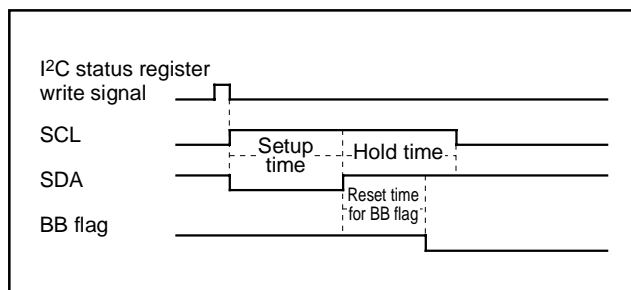 I²C status register
write signal
SCL
Setup
time
Hold time
SDA
Reset time
for BB flag
BB flag